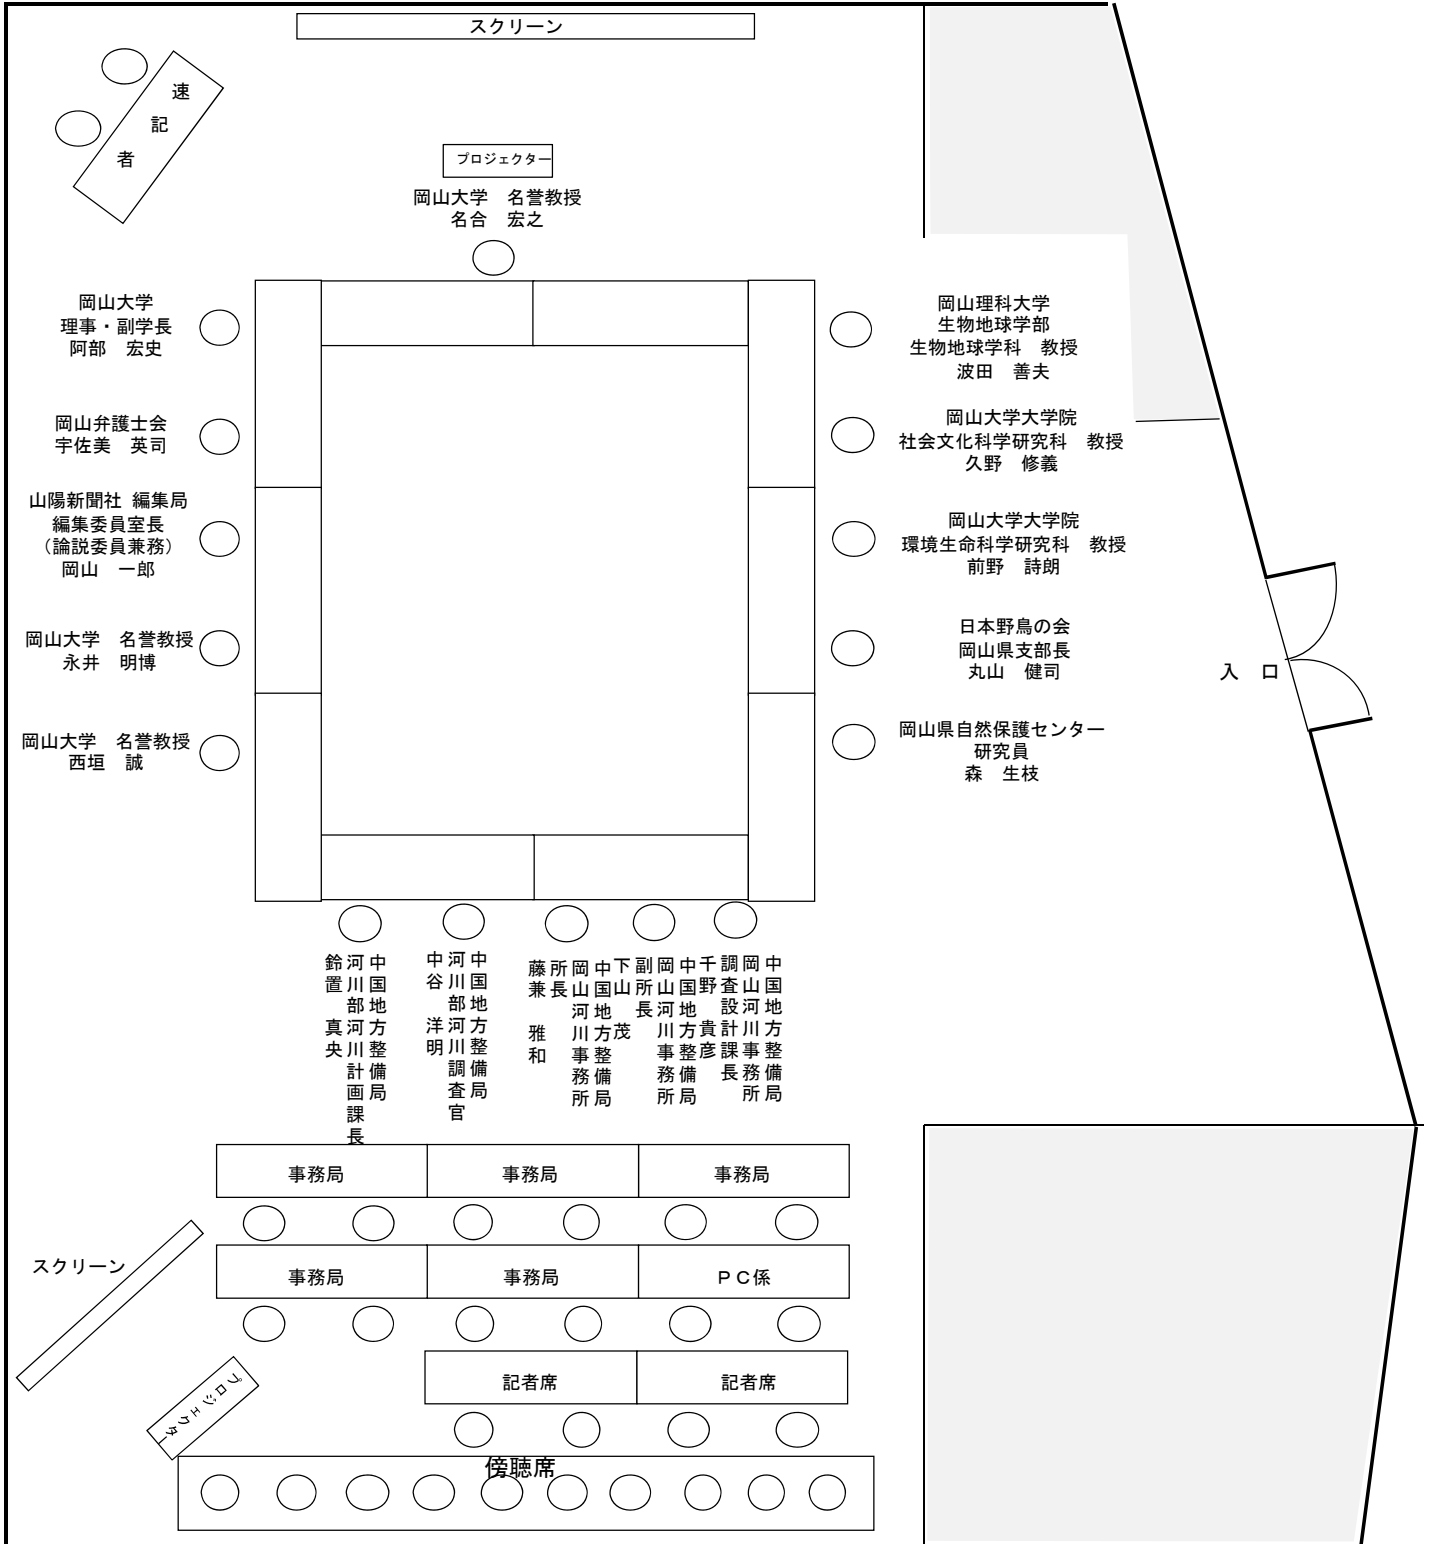 スクリーン
速記者
プロジェクター
岡山大学　名誉教授
名合　宏之
岡山大学
理事・副学長
阿部　宏史
岡山弁護士会
宇佐美　英司
山陽新聞社 編集局
編集委員室長
（論説委員兼務）
岡山　一郎
岡山大学　名誉教授
永井　明博
岡山大学　名誉教授
西垣　誠
岡山理科大学
生物地球学部
生物地球学科　教授
波田　善夫
岡山大学大学院
社会文化科学研究科　教授
久野　修義
岡山大学大学院
環境生命科学研究科　教授
前野　詩朗
日本野鳥の会
岡山県支部長
丸山　健司
岡山県自然保護センター
研究員
森　生枝
入　口
中国地方整備局
河川部河川計画課長
鈴置　真央
中国地方整備局
河川部河川調査官
中谷　洋明
中国地方整備局
岡山河川事務所
所長
藤兼　雅和
中国地方整備局
岡山河川事務所
副所長
下山　茂
中国地方整備局
岡山河川事務所
調査設計課長
千野　貴彦
事務局
事務局
事務局
スクリーン
事務局
事務局
ＰＣ係
プロジェクター
記者席
記者席
傍聴席